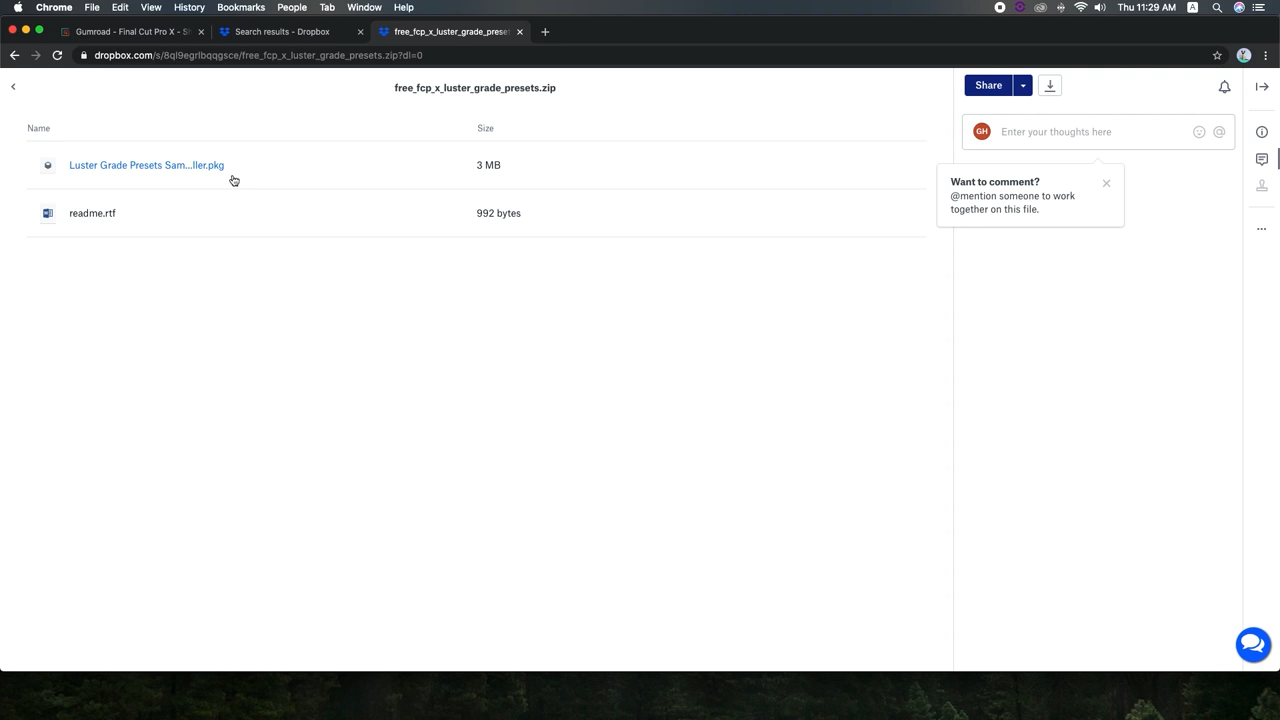 Chrome File Edit View History Bookmarks People Tab Window Help Thu 11:29 AM A
Gumroad - Final Cut Pro X - Sh
Search results - Dropbox
free_fcp_x_luster_grade_preset
dropbox.com/s/8ql9egrlbqqgsce/free_fcp_x_luster_grade_presets.zip?dl=0
free_fcp_x_luster_grade_presets.zip
Share
Name Size
GH Enter your thoughts here
Luster Grade Presets Sam...ller.pkg 3 MB
Want to comment?
@mention someone to work
together on this file.
readme.rtf 992 bytes